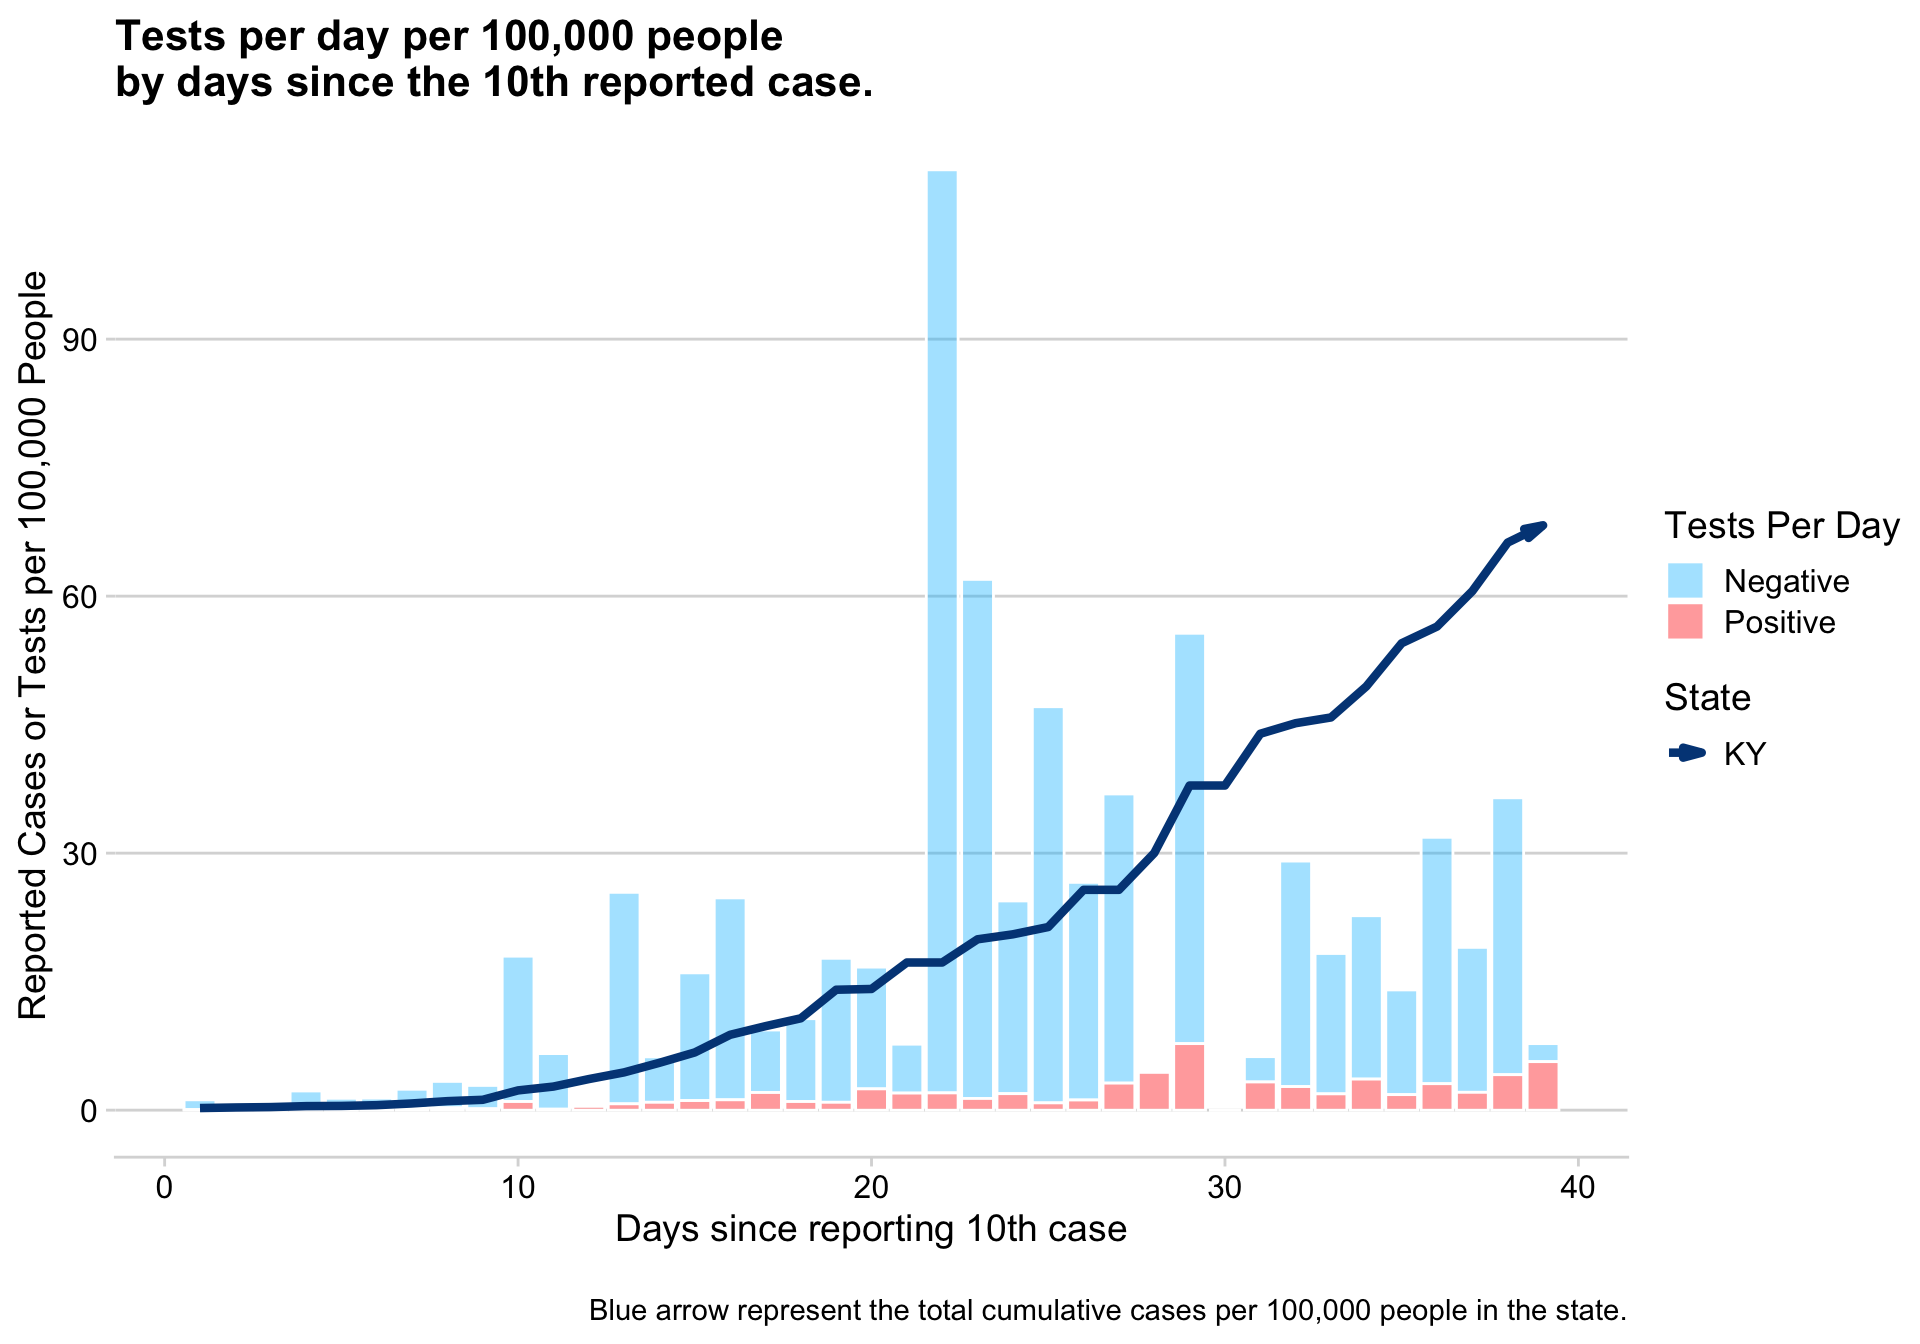 Tests per day per 100,000 people
by days since the 10th reported case.
Reported Cases or Tests per 100,000 People
90
60
30
0
0
10
20
30
40
Days since reporting 10th case
Tests Per Day
Negative
Positive
State
KY
Blue arrow represent the total cumulative cases per 100,000 people in the state.